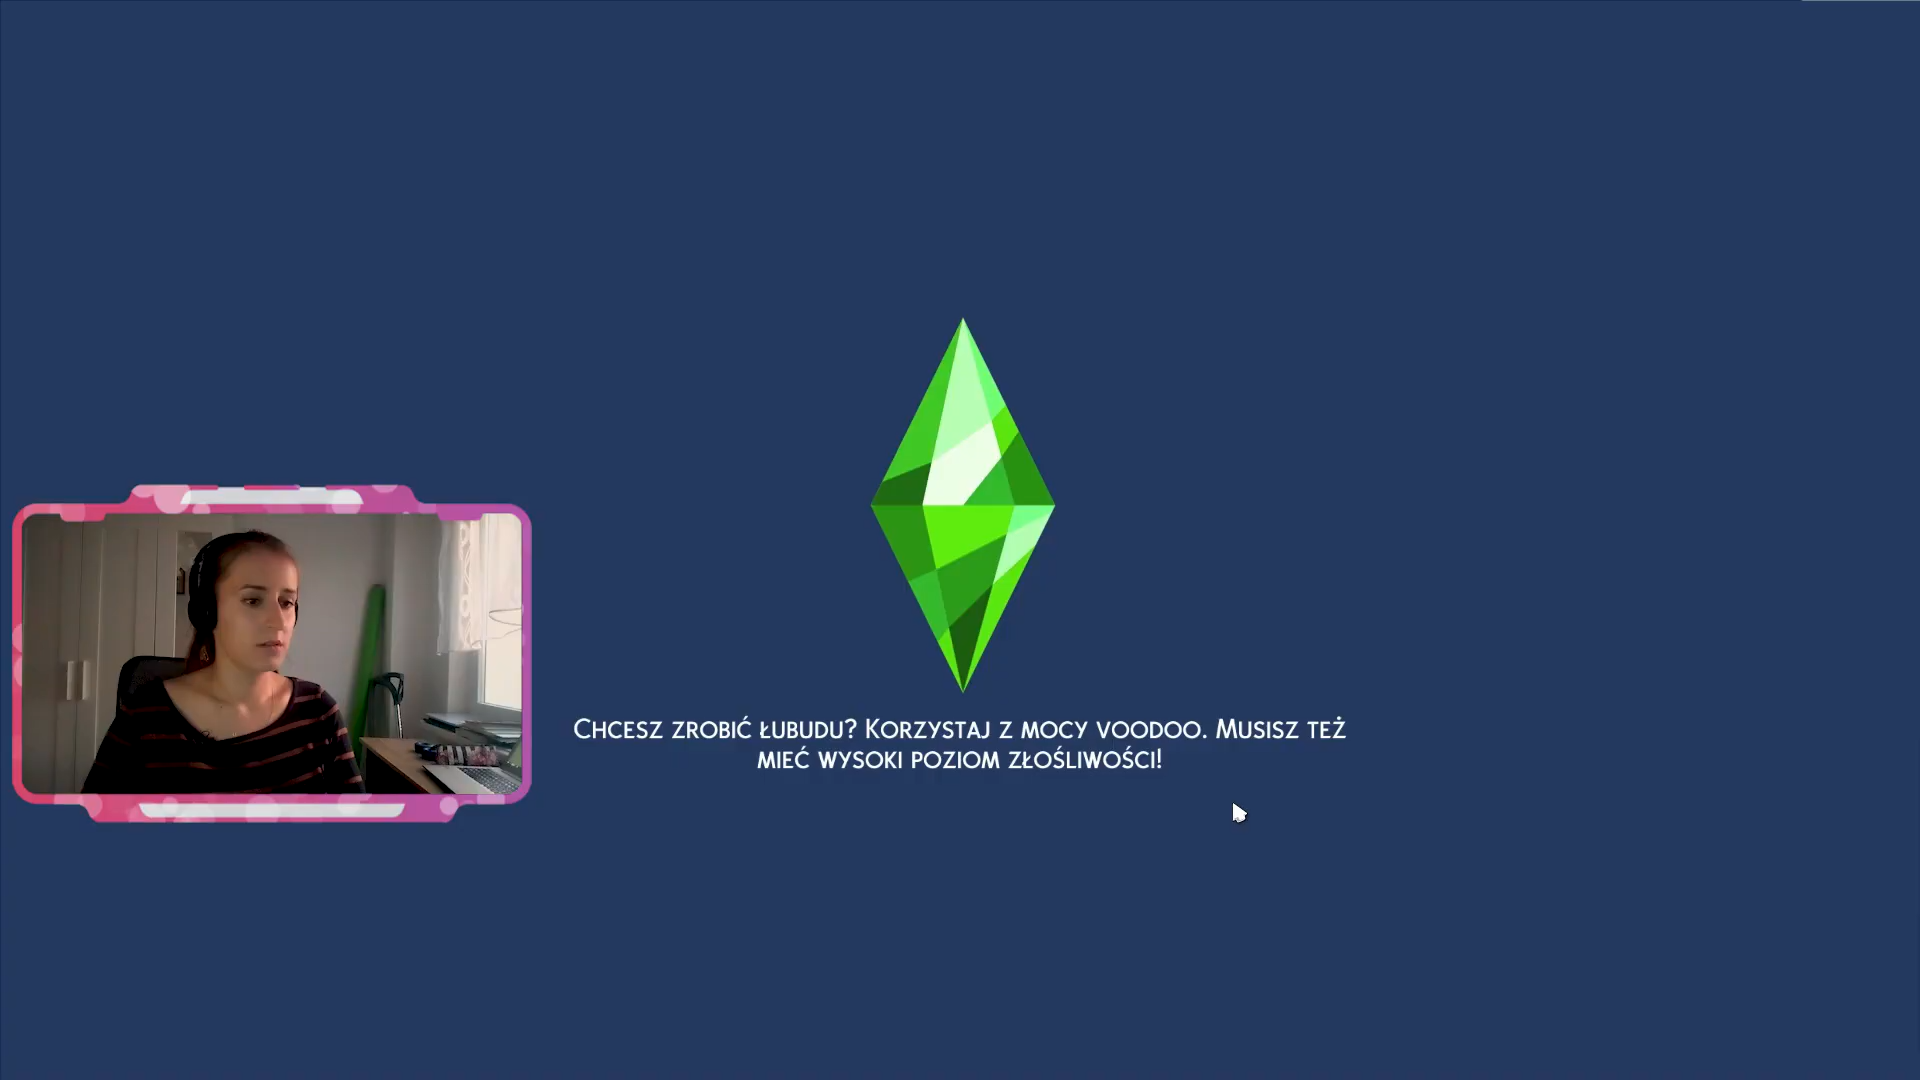 Chcesz zrobić łubudu? Korzystaj z mocy voodoo. Musisz też
mieć wysoki poziom złośliwości!